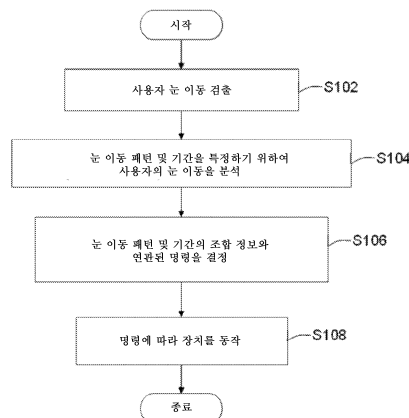 시작
사용자 눈 이동 검출
S102
눈 이동 패턴 및 기간을 특정하기 위하여
사용자의 눈 이동을 분석
S104
눈 이동 패턴 및 기간의 조합 정보와
연관된 명령을 결정
S106
명령에 따라 장치를 동작
S108
종료